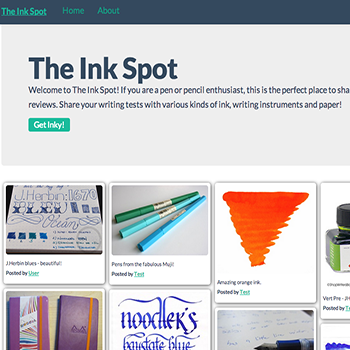 The Ink Spot Home About
The Ink Spot
Welcome to The Ink Spot! If you are a pen or pencil enthusiast, this is the perfect place to sha
reviews. Share your writing tests with various kinds of ink, writing instruments and paper!
Get Inky!
J.Herbin: 1670
Ocean
J.Herbin blues - beautiful!
Posted by User
Pens from the fabulous Muji!
Posted by Test
Amazing orange ink.
Posted by Test
Vert Pre - J.H
Posted by Te
noodler's
baystate blue